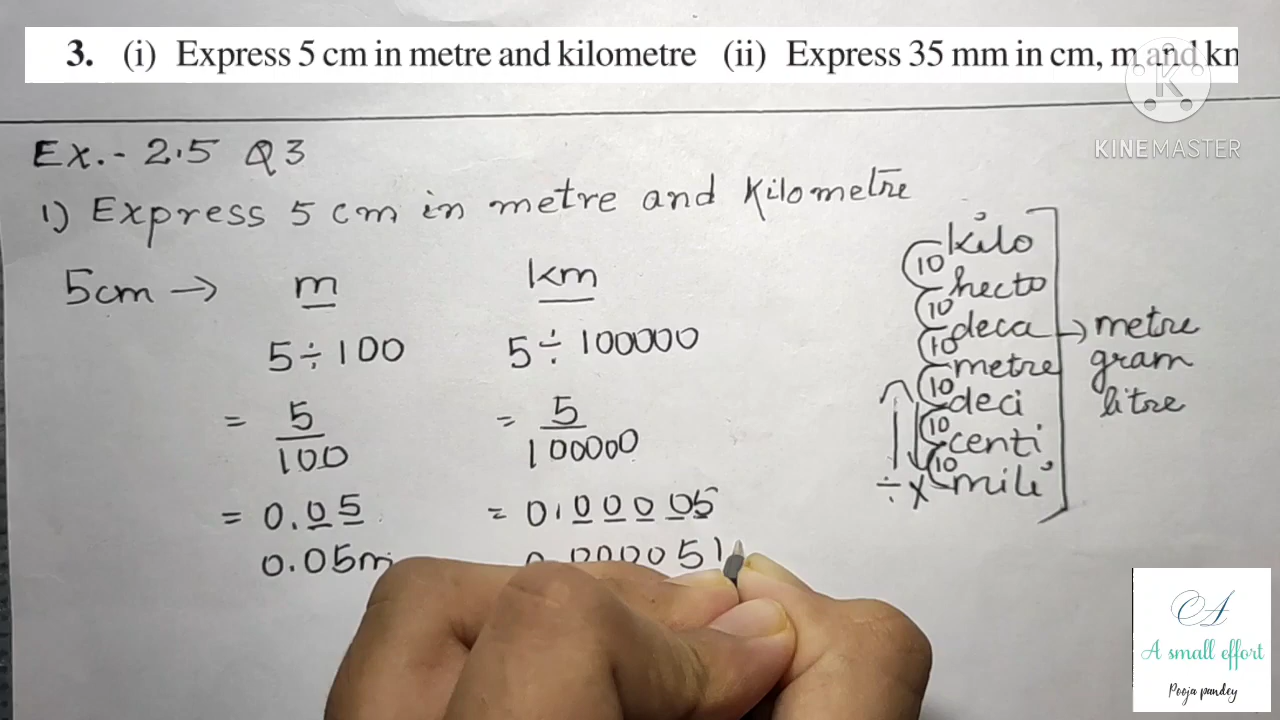 3. (i) Express 5 cm in metre and kilometre (ii) Express 35 mm in cm, m and km
KINEMASTER
Ex.- 2.5 Q3
1) Express 5 cm in metre and kilometre
5cm → m km
5÷100 5÷100000
= 5/100 = 5/100000
= 0.05 = 0.00005
0.05m 0.00005
kilo
10
hecto
10
deca → metre
10
metre gram
10
deci litre
10
centi
10
mili
÷ x
A
A small effort
Pooja pandey